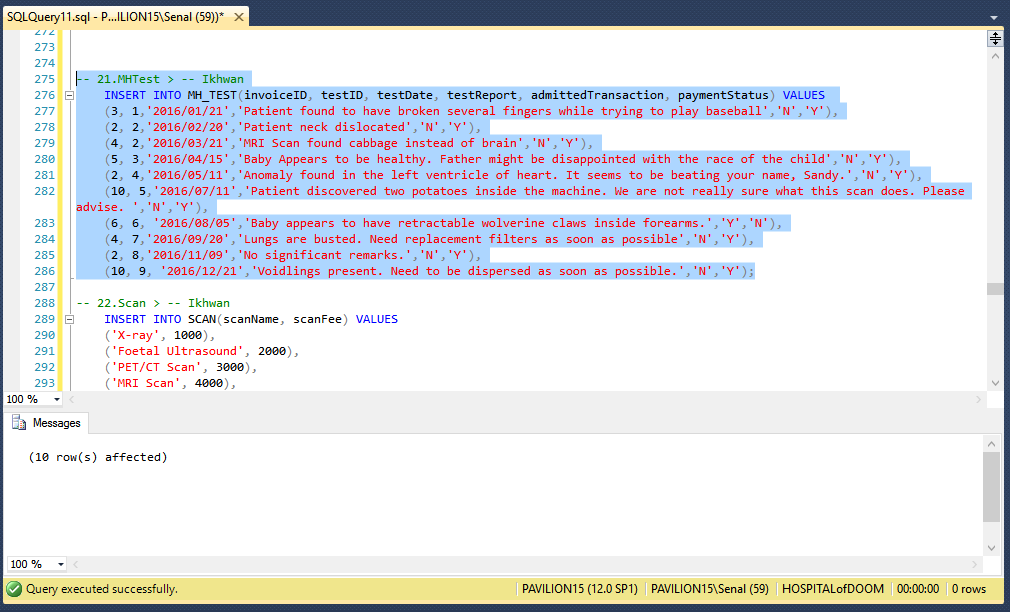 SQLQuery11.sql - P...ILION15\Senal (59))*
272
273
274
275 -- 21.MHTest > -- Ikhwan
276 INSERT INTO MH_TEST(invoiceID, testID, testDate, testReport, admittedTransaction, paymentStatus) VALUES
277 (3, 1,'2016/01/21','Patient found to have broken several fingers while trying to play baseball','N','Y'),
278 (2, 2,'2016/02/20','Patient neck dislocated','N','Y'),
279 (4, 2,'2016/03/21','MRI Scan found cabbage instead of brain','N','Y'),
280 (5, 3,'2016/04/15','Baby Appears to be healthy. Father might be disappointed with the race of the child','N','Y'),
281 (2, 4,'2016/05/11','Anomaly found in the left ventricle of heart. It seems to be beating your name, Sandy.','N','Y'),
282 (10, 5,'2016/07/11','Patient discovered two potatoes inside the machine. We are not really sure what this scan does. Please
advise. ','N','Y'),
283 (6, 6, '2016/08/05','Baby appears to have retractable wolverine claws inside forearms.','Y','N'),
284 (4, 7,'2016/09/20','Lungs are busted. Need replacement filters as soon as possible','N','Y'),
285 (2, 8,'2016/11/09','No significant remarks.','N','Y'),
286 (10, 9, '2016/12/21','Voidlings present. Need to be dispersed as soon as possible.','N','Y');
287
288 -- 22.Scan > -- Ikhwan
289 INSERT INTO SCAN(scanName, scanFee) VALUES
290 ('X-ray', 1000),
291 ('Foetal Ultrasound', 2000),
292 ('PET/CT Scan', 3000),
293 ('MRI Scan', 4000),
100 %
Messages
(10 row(s) affected)
100 %
Query executed successfully. PAVILION15 (12.0 SP1) PAVILION15\Senal (59) HOSPITALofDOOM 00:00:00 0 rows